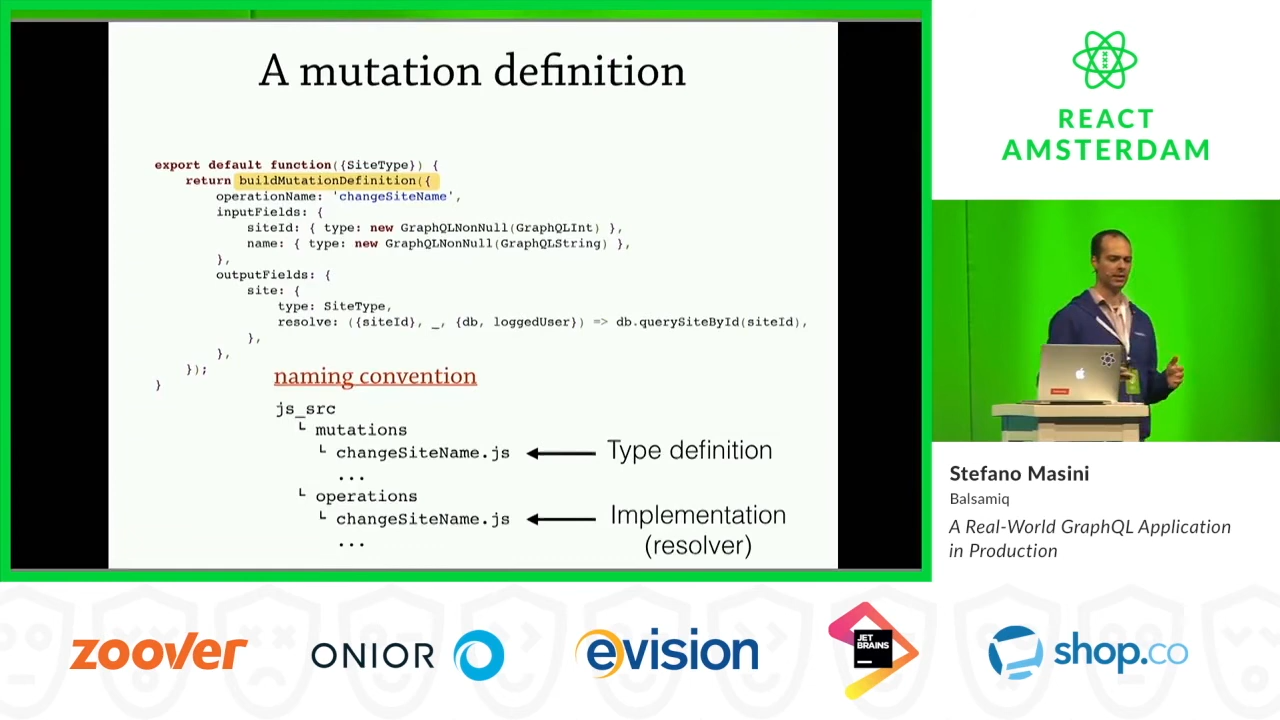 A mutation definition
export default function({SiteType}) {
return buildMutationDefinition({
operationName: 'changeSiteName',
inputFields: {
siteId: { type: new GraphQLNonNull(GraphQLInt) },
name: { type: new GraphQLNonNull(GraphQLString) },
},
outputFields: {
site: {
type: SiteType,
resolve: ({siteId}, _, {db, loggedUser}) => db.querySiteById(siteId),
},
},
});
}
naming convention
js_src
└ mutations
└ changeSiteName.js
Type definition
...
└ operations
└ changeSiteName.js
Implementation
(resolver)
...
REACT
AMSTERDAM
Stefano Masini
Balsamiq
A Real-World GraphQL Application
in Production
zoover
ONIOR
evision
JET
BRAINS
shop.co